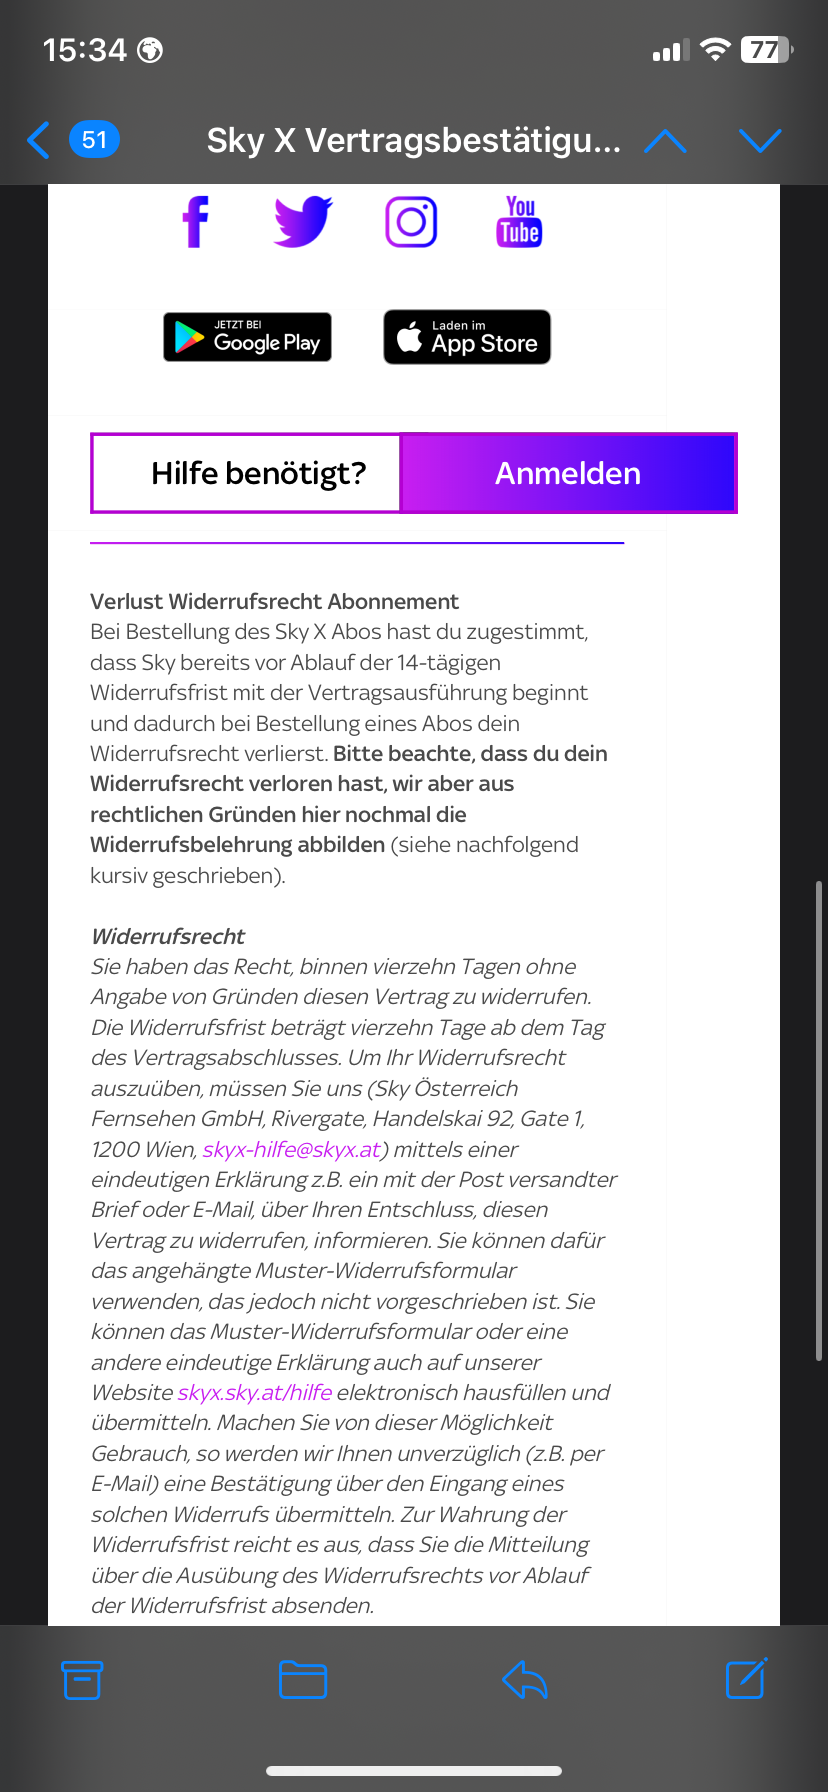 15:34
77
51
Sky X Vertragsbestätigu...
You
Tube
JETZT BEI
Google Play
Laden im
App Store
Hilfe benötigt?
Anmelden
Verlust Widerrufsrecht Abonnement
Bei Bestellung des Sky X Abos hast du zugestimmt,
dass Sky bereits vor Ablauf der 14-tägigen
Widerrufsfrist mit der Vertragsausführung beginnt
und dadurch bei Bestellung eines Abos dein
Widerrufsrecht verlierst. Bitte beachte, dass du dein
Widerrufsrecht verloren hast, wir aber aus
rechtlichen Gründen hier nochmal die
Widerrufsbelehrung abbilden (siehe nachfolgend
kursiv geschrieben).
Widerrufsrecht
Sie haben das Recht, binnen vierzehn Tagen ohne
Angabe von Gründen diesen Vertrag zu widerrufen.
Die Widerrufsfrist beträgt vierzehn Tage ab dem Tag
des Vertragsabschlusses. Um Ihr Widerrufsrecht
auszuüben, müssen Sie uns (Sky Österreich
Fernsehen GmbH, Rivergate, Handelskai 92, Gate 1,
1200 Wien, skyx-hilfe@skyx.at) mittels einer
eindeutigen Erklärung z.B. ein mit der Post versandter
Brief oder E-Mail, über Ihren Entschluss, diesen
Vertrag zu widerrufen, informieren. Sie können dafür
das angehängte Muster-Widerrufsformular
verwenden, das jedoch nicht vorgeschrieben ist. Sie
können das Muster-Widerrufsformular oder eine
andere eindeutige Erklärung auch auf unserer
Website skyx.sky.at/hilfe elektronisch hausfüllen und
übermitteln. Machen Sie von dieser Möglichkeit
Gebrauch, so werden wir Ihnen unverzüglich (z.B. per
E-Mail) eine Bestätigung über den Eingang eines
solchen Widerrufs übermitteln. Zur Wahrung der
Widerrufsfrist reicht es aus, dass Sie die Mitteilung
über die Ausübung des Widerrufsrechts vor Ablauf
der Widerrufsfrist absenden.